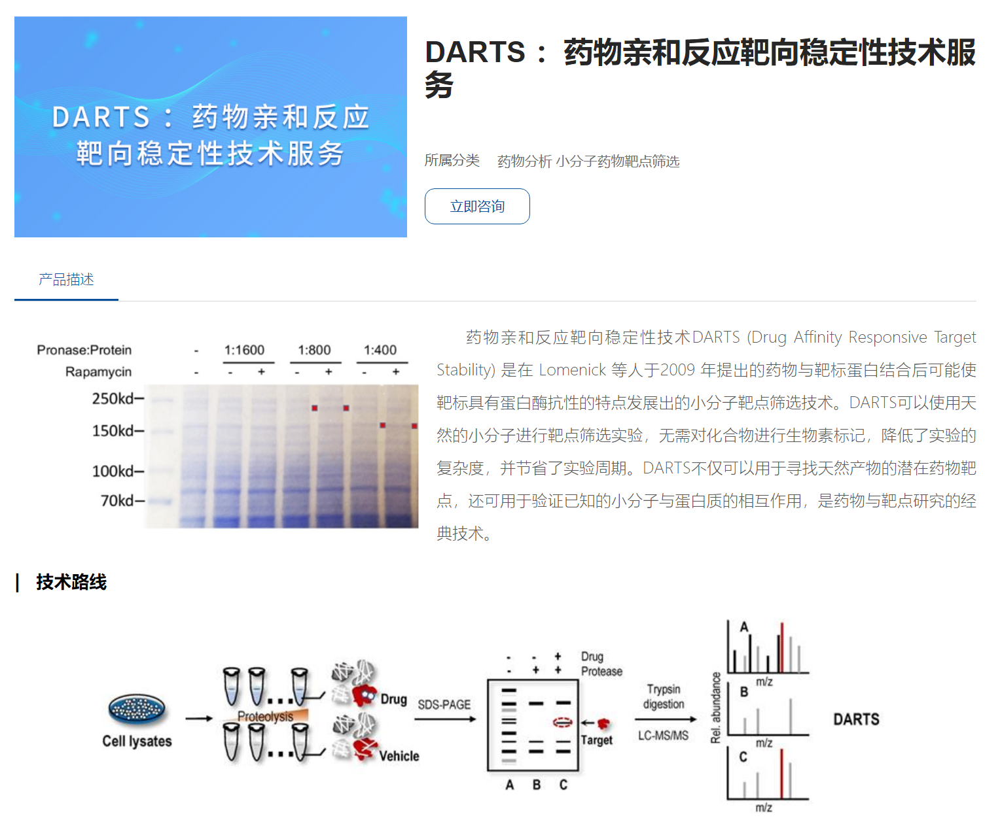 DARTS ：药物亲和反应
靶向稳定性技术服务
DARTS ：药物亲和反应靶向稳定性技术服
务
所属分类 药物分析 小分子药物靶点筛选
立即咨询
产品描述
Pronase:Protein - 1:1600 1:800 1:400
Rapamycin - - + - + - +
250kd
150kd
100kd
70kd
药物亲和反应靶向稳定性技术DARTS (Drug Affinity Responsive Target
Stability) 是在 Lomenick 等人于2009 年提出的药物与靶标蛋白结合后可能使
靶标具有蛋白酶抗性的特点发展出的小分子靶点筛选技术。DARTS可以使用天
然的小分子进行靶点筛选实验，无需对化合物进行生物素标记，降低了实验的
复杂度，并节省了实验周期。DARTS不仅可以用于寻找天然产物的潜在药物靶
点，还可用于验证已知的小分子与蛋白质的相互作用，是药物与靶点研究的经
典技术。
| 技术路线
Cell lysates
Proteolysis
Drug
Vehicle
SDS-PAGE
- - + Drug
- + + Protease
Target
A B C
Trypsin
digestion
LC-MS/MS
Rel. abundance
A
m/z
B
m/z
C
m/z
DARTS